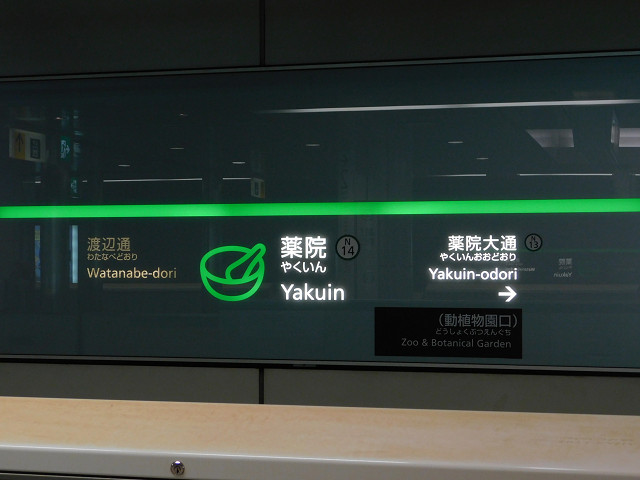 渡辺通
わたなべどおり
Watanabe-dori
薬院
やくいん
Yakuin
N
14
薬院大通
やくいんおおどおり
Yakuin-odori
N
13
→
(動植物園口)
どうしょくぶつえんぐち
Zoo & Botanical Garden